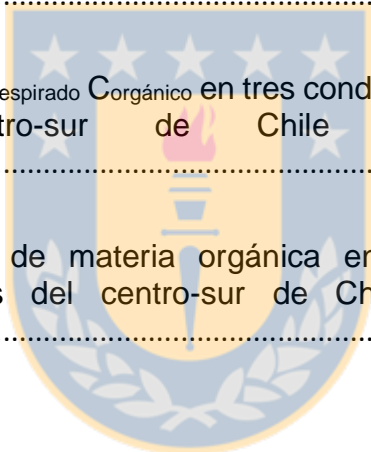 ........................................................
espirado Corgánico en tres cond
tro-sur de Chile
........................................................
de materia orgánica en
s del centro-sur de Ch
........................................................